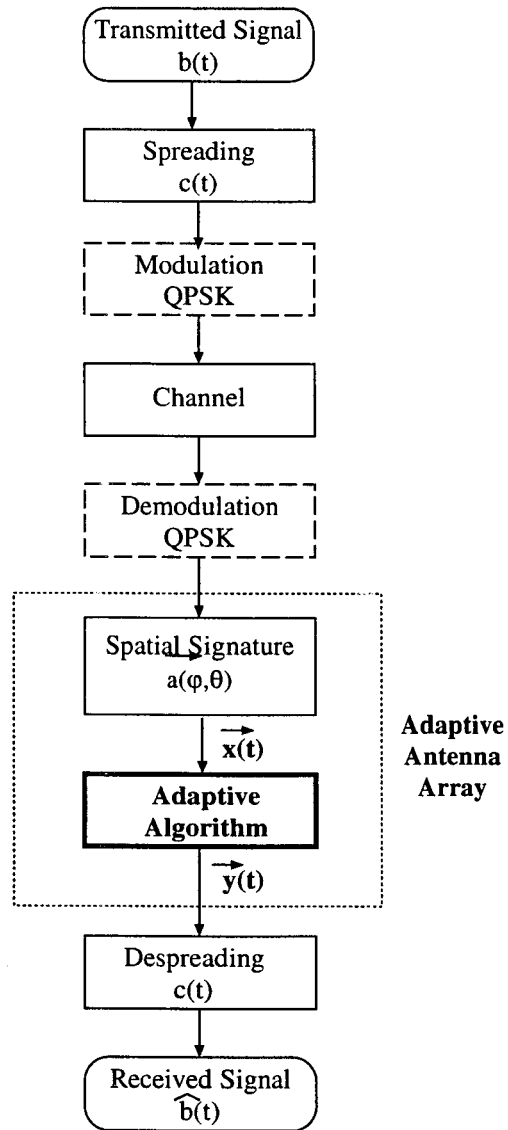 Transmitted Signal
b(t)
Spreading
c(t)
Modulation
QPSK
Channel
Demodulation
QPSK
Spatial Signature
a(φ,θ)
x(t)
Adaptive
Algorithm
y(t)
Adaptive
Antenna
Array
Despreading
c(t)
Received Signal
b̂(t)